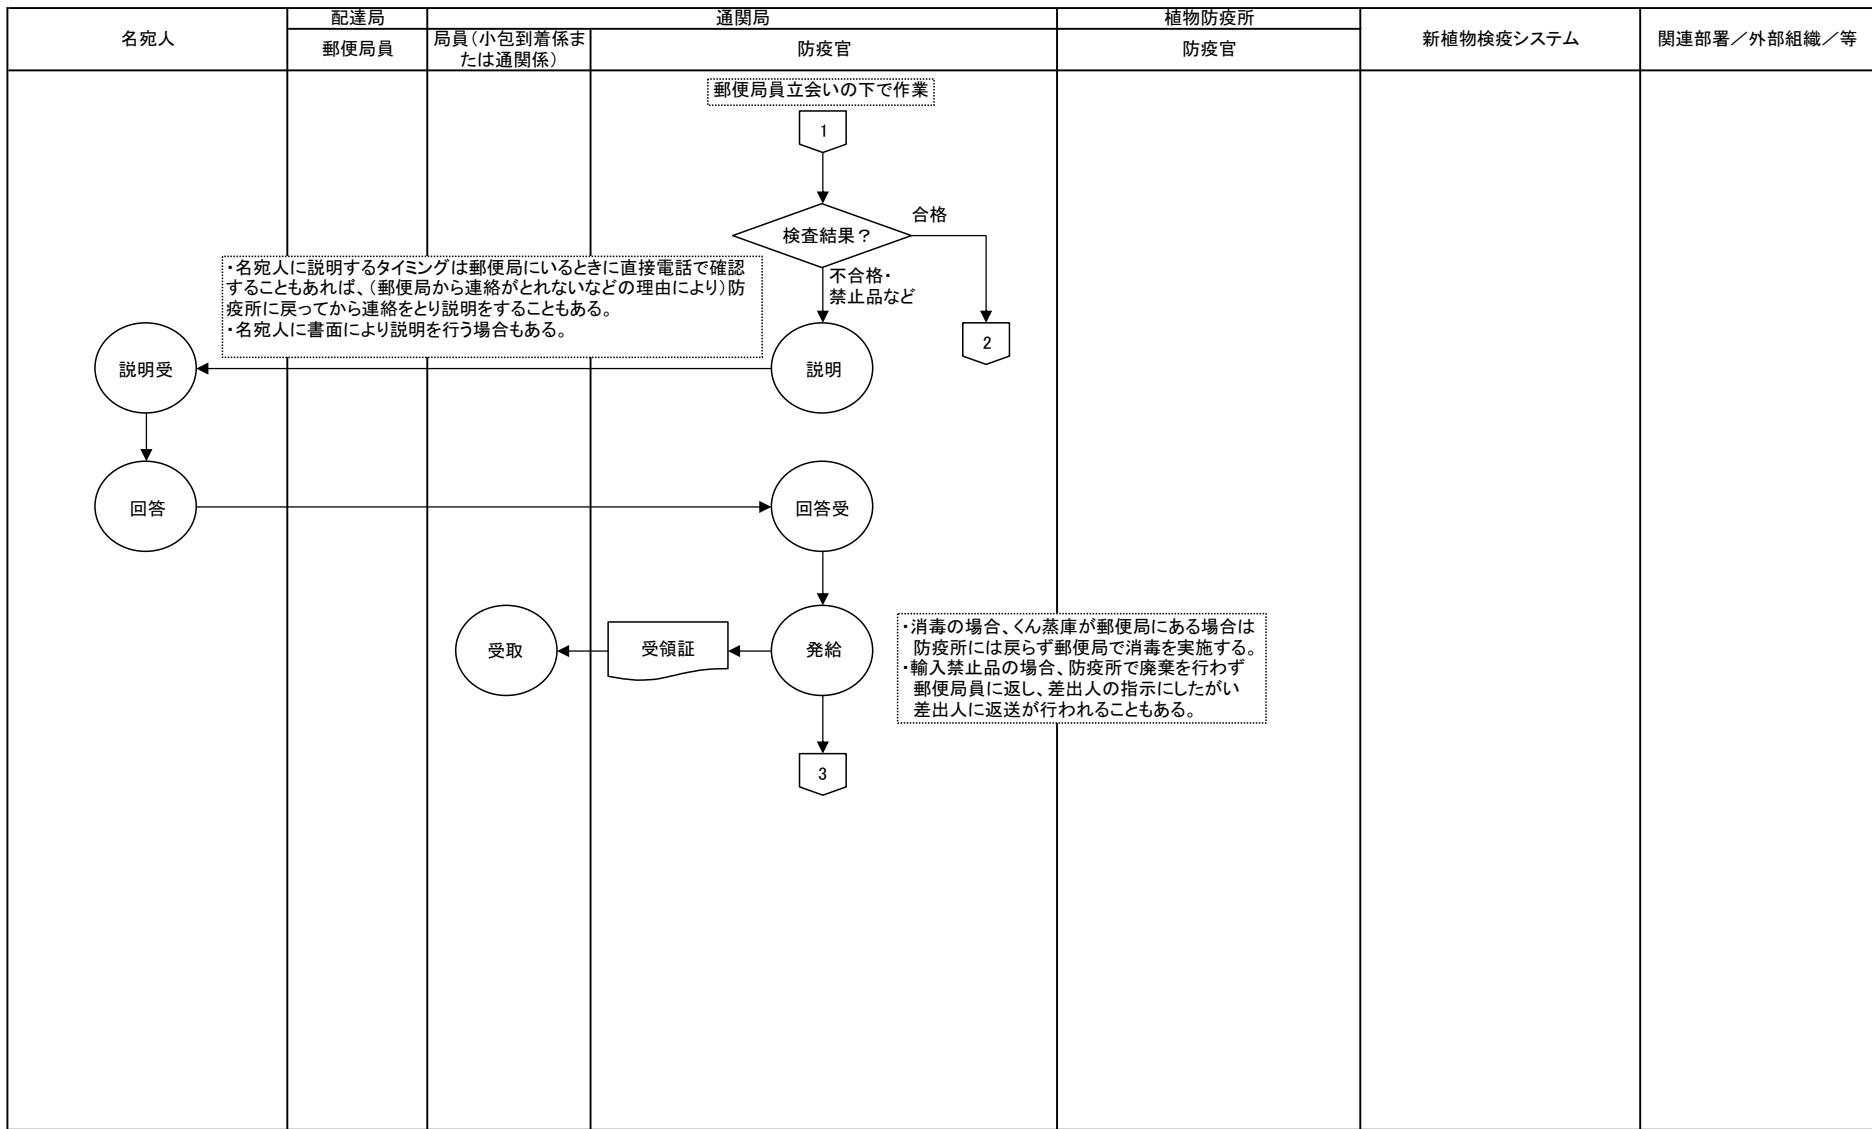 名宛人
配達局
通関局
植物防疫所
新植物検疫システム
関連部署／外部組織／等
郵便局員
局員（小包到着係ま
たは通関係）
防疫官
防疫官
郵便局員立会いの下で作業
1
検査結果？
合格
不合格・
禁止品など
・名宛人に説明するタイミングは郵便局にいるときに直接電話で確認
することもあれば、（郵便局から連絡がとれないなどの理由により）防
疫所に戻ってから連絡をとり説明をすることもある。
・名宛人に書面により説明を行う場合もある。
2
説明受
説明
回答
回答受
受取
受領証
発給
・消毒の場合、くん蒸庫が郵便局にある場合は
防疫所には戻らず郵便局で消毒を実施する。
・輸入禁止品の場合、防疫所で廃棄を行わず
郵便局員に返し、差出人の指示にしたがい
差出人に返送が行われることもある。
3